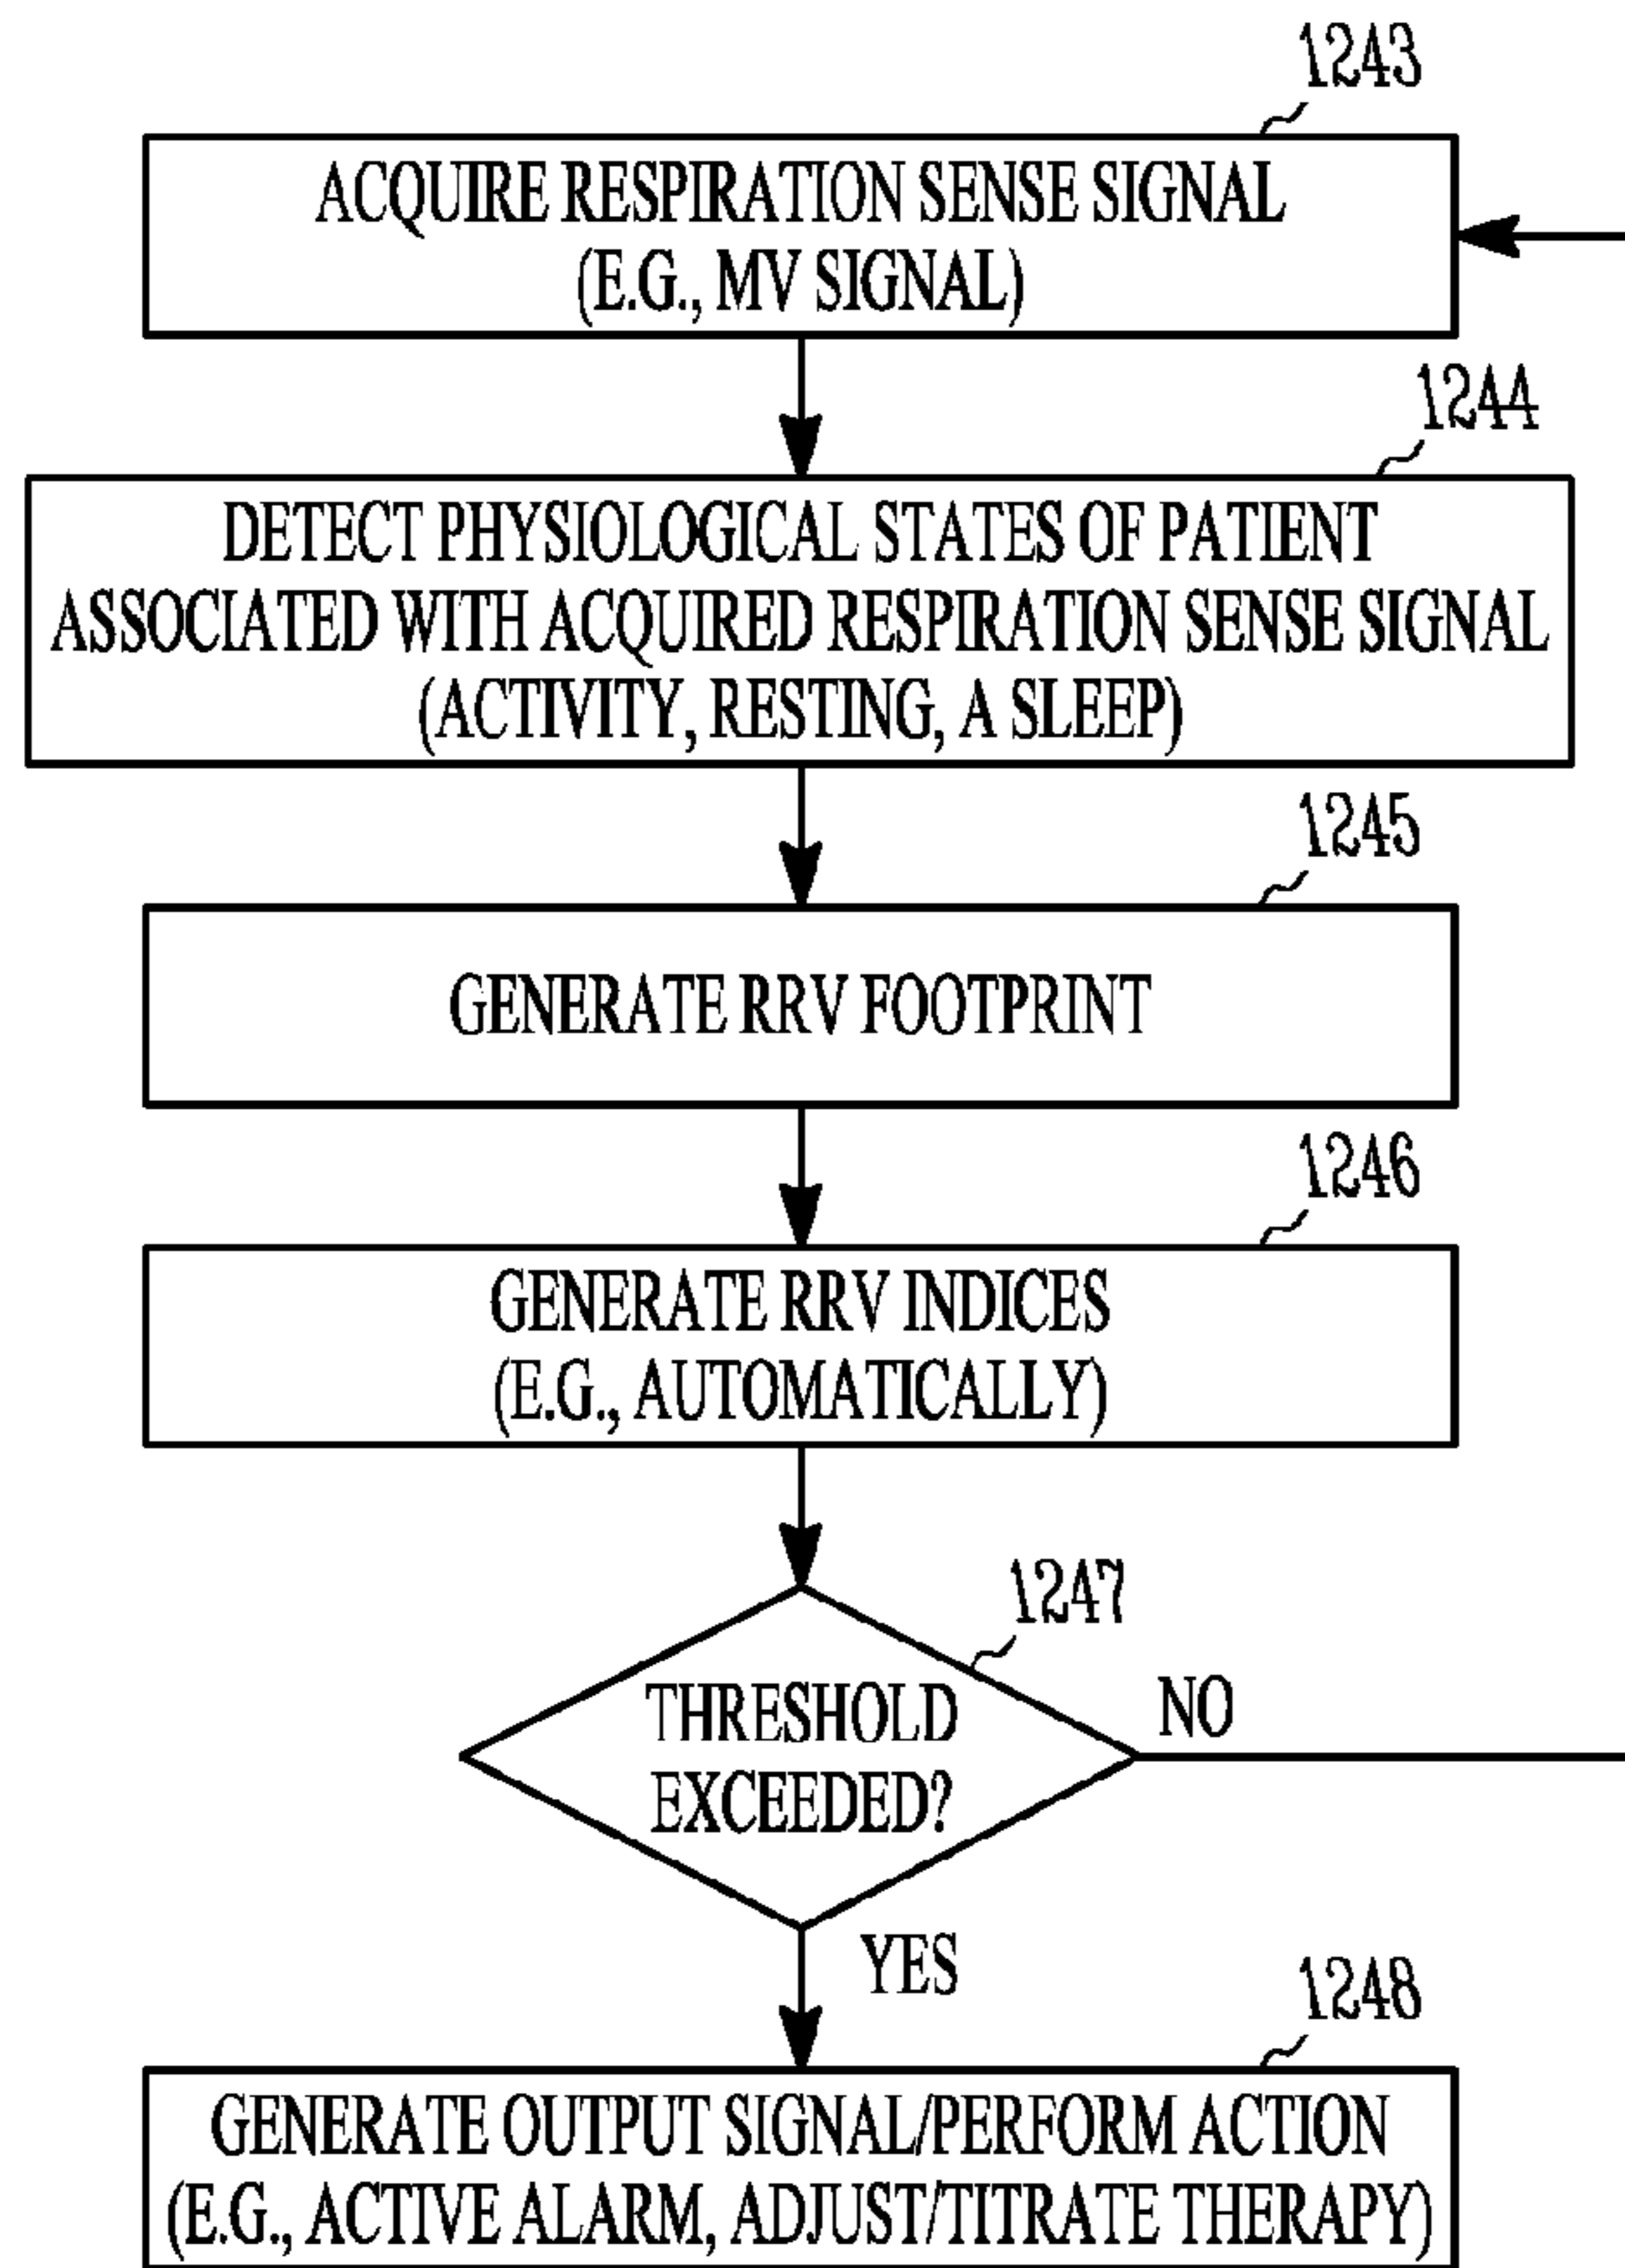 1243
ACQUIRE RESPIRATION SENSE SIGNAL
(E.G., MV SIGNAL)
1244
DETECT PHYSIOLOGICAL STATES OF PATIENT
ASSOCIATED WITH ACQUIRED RESPIRATION SENSE SIGNAL
(ACTIVITY, RESTING, A SLEEP)
1245
GENERATE RRV FOOTPRINT
1246
GENERATE RRV INDICES
(E.G., AUTOMATICALLY)
1247
THRESHOLD
EXCEEDED?
NO
YES
1248
GENERATE OUTPUT SIGNAL/PERFORM ACTION
(E.G., ACTIVE ALARM, ADJUST/TITRATE THERAPY)